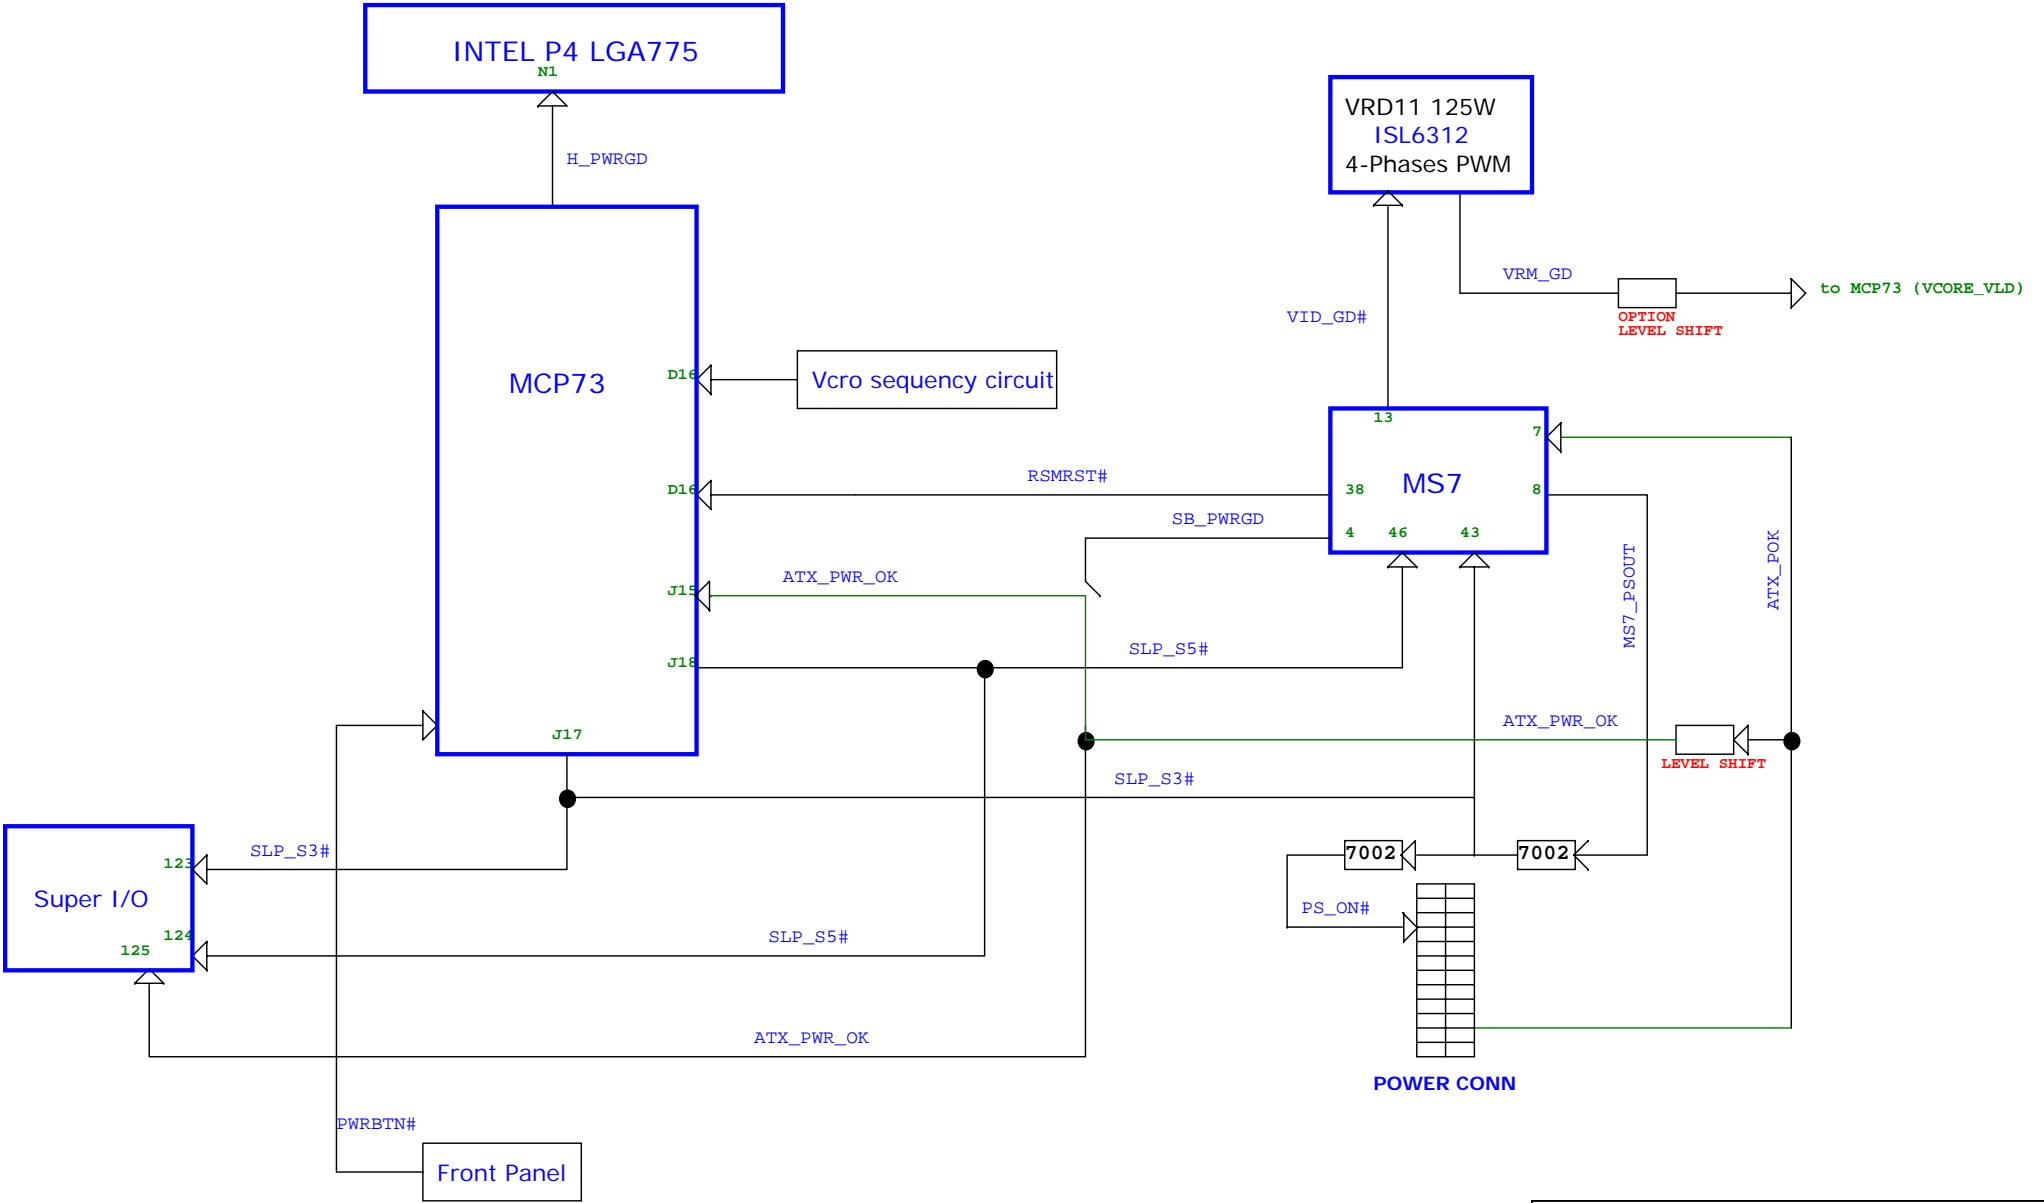 INTEL P4 LGA775
N1
H_PWRGD
VRD11 125W
ISL6312
4-Phases PWM
VRM_GD
to MCP73 (VCORE_VLD)
OPTION
LEVEL SHIFT
VID_GD#
MCP73
D16
Vcro sequency circuit
13
7
MS7
RSMRST#
D16
38
8
SB_PWRGD
4
46
43
ATX_PWR_OK
J15
MS7_PSOUT
ATX_POK
SLP_S5#
J18
J17
ATX_PWR_OK
LEVEL SHIFT
SLP_S3#
SLP_S3#
123
7002
7002
Super I/O
PS_ON#
124
125
SLP_S5#
ATX_PWR_OK
POWER CONN
PWRBTN#
Front Panel